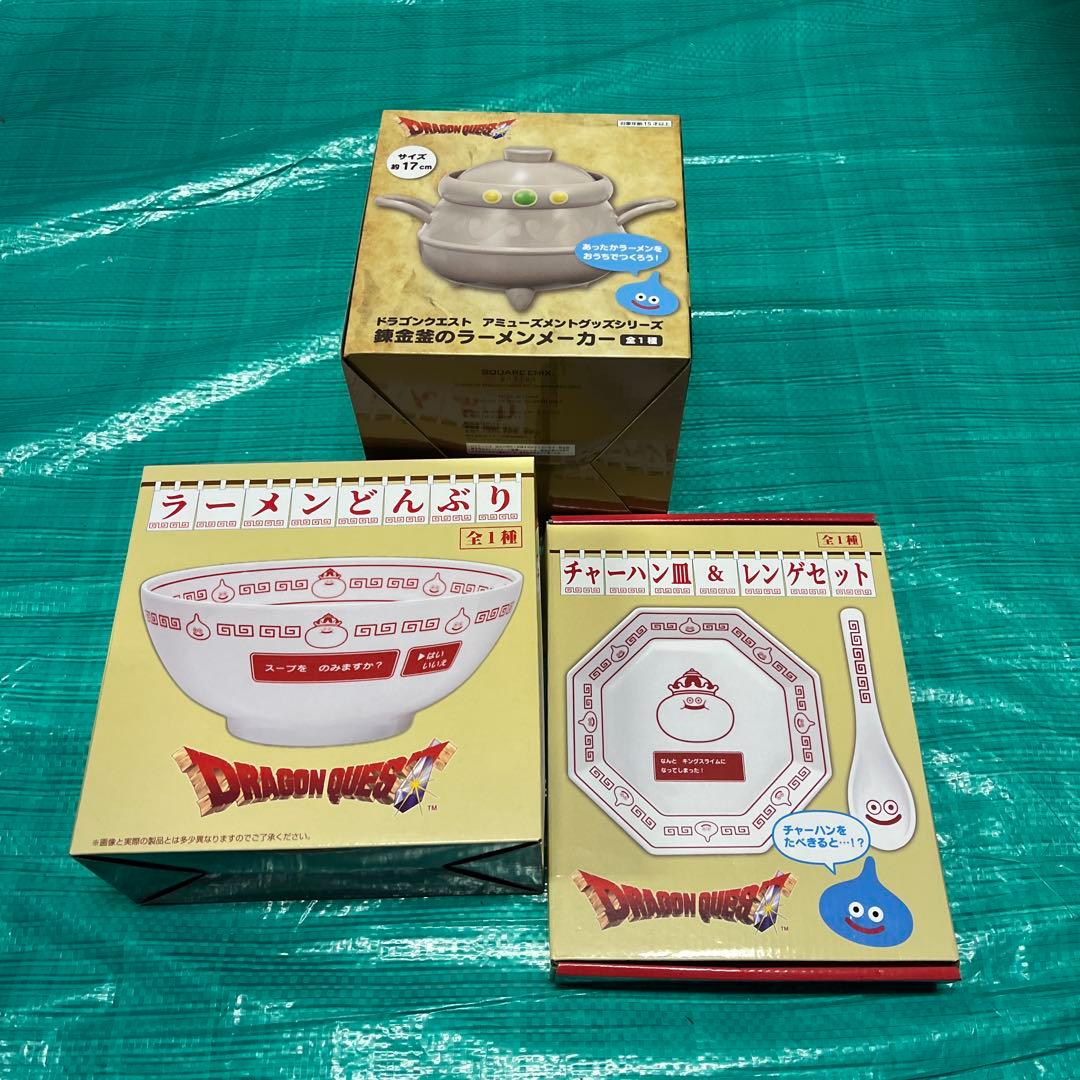 DRAGON QUEST
対象年齢15才以上
サイズ
約17cm
あったかラーメンを
おうちでつくろう！
ドラゴンクエスト アミューズメントグッズシリーズ
錬金釜のラーメンメーカー 全1種
SQUARE ENIX
ラーメンどんぶり
全1種
スープを のみますか？
▶はい
いいえ
DRAGON QUEST™
※画像と実際の製品とは多少異なりますのでご了承ください。
全1種
チャーハン皿 & レンゲセット
なんと キングスライムに
なってしまった！
チャーハンを
たべきると…!？
DRAGON QUEST™